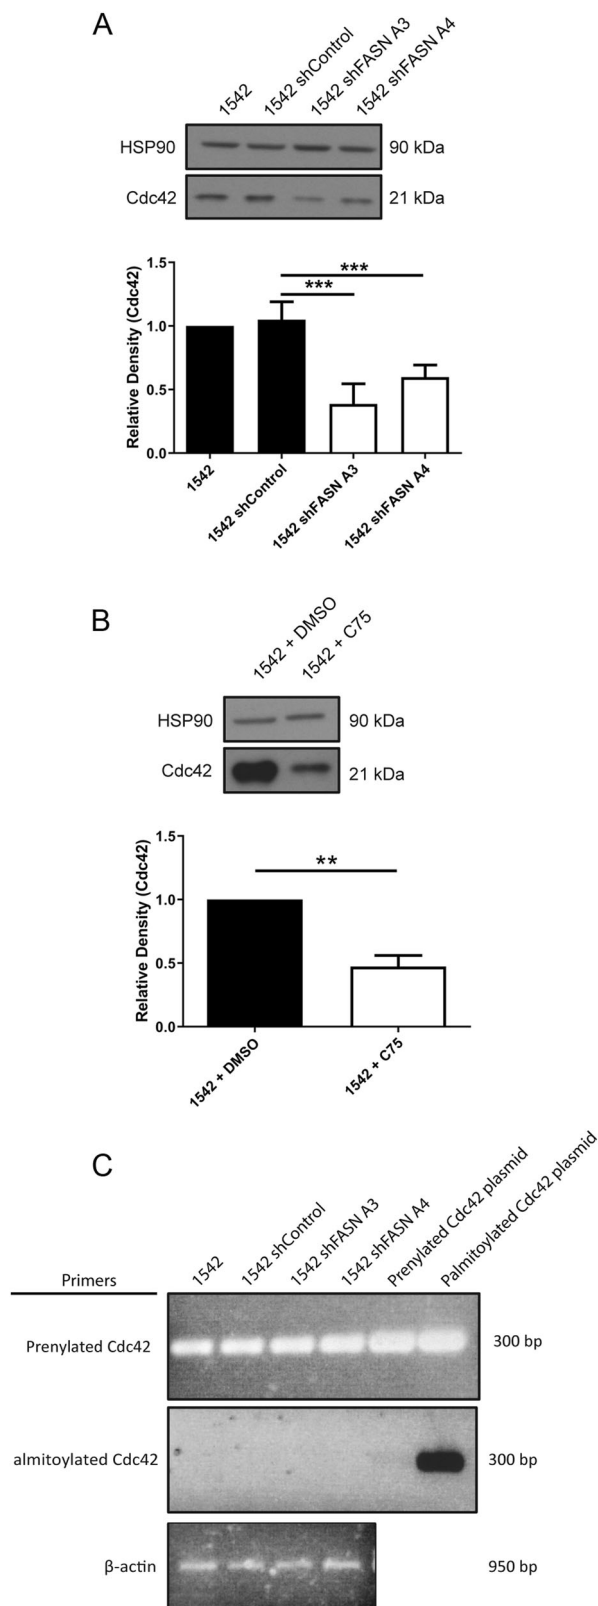 A
1542
1542 shControl
1542 shFASN A3
1542 shFASN A4
HSP90
90 kDa
Cdc42
21 kDa
Relative Density (Cdc42)
1.5
1.0
0.5
0.0
***
***
1542
1542 shControl
1542 shFASN A3
1542 shFASN A4
B
1542 + DMSO
1542 + C75
HSP90
90 kDa
Cdc42
21 kDa
Relative Density (Cdc42)
1.5
1.0
0.5
0.0
**
1542 + DMSO
1542 + C75
C
Primers
1542
1542 shControl
1542 shFASN A3
1542 shFASN A4
Prenylated Cdc42 plasmid
Palmitoylated Cdc42 plasmid
Prenylated Cdc42
300 bp
almitoylated Cdc42
300 bp
β-actin
950 bp